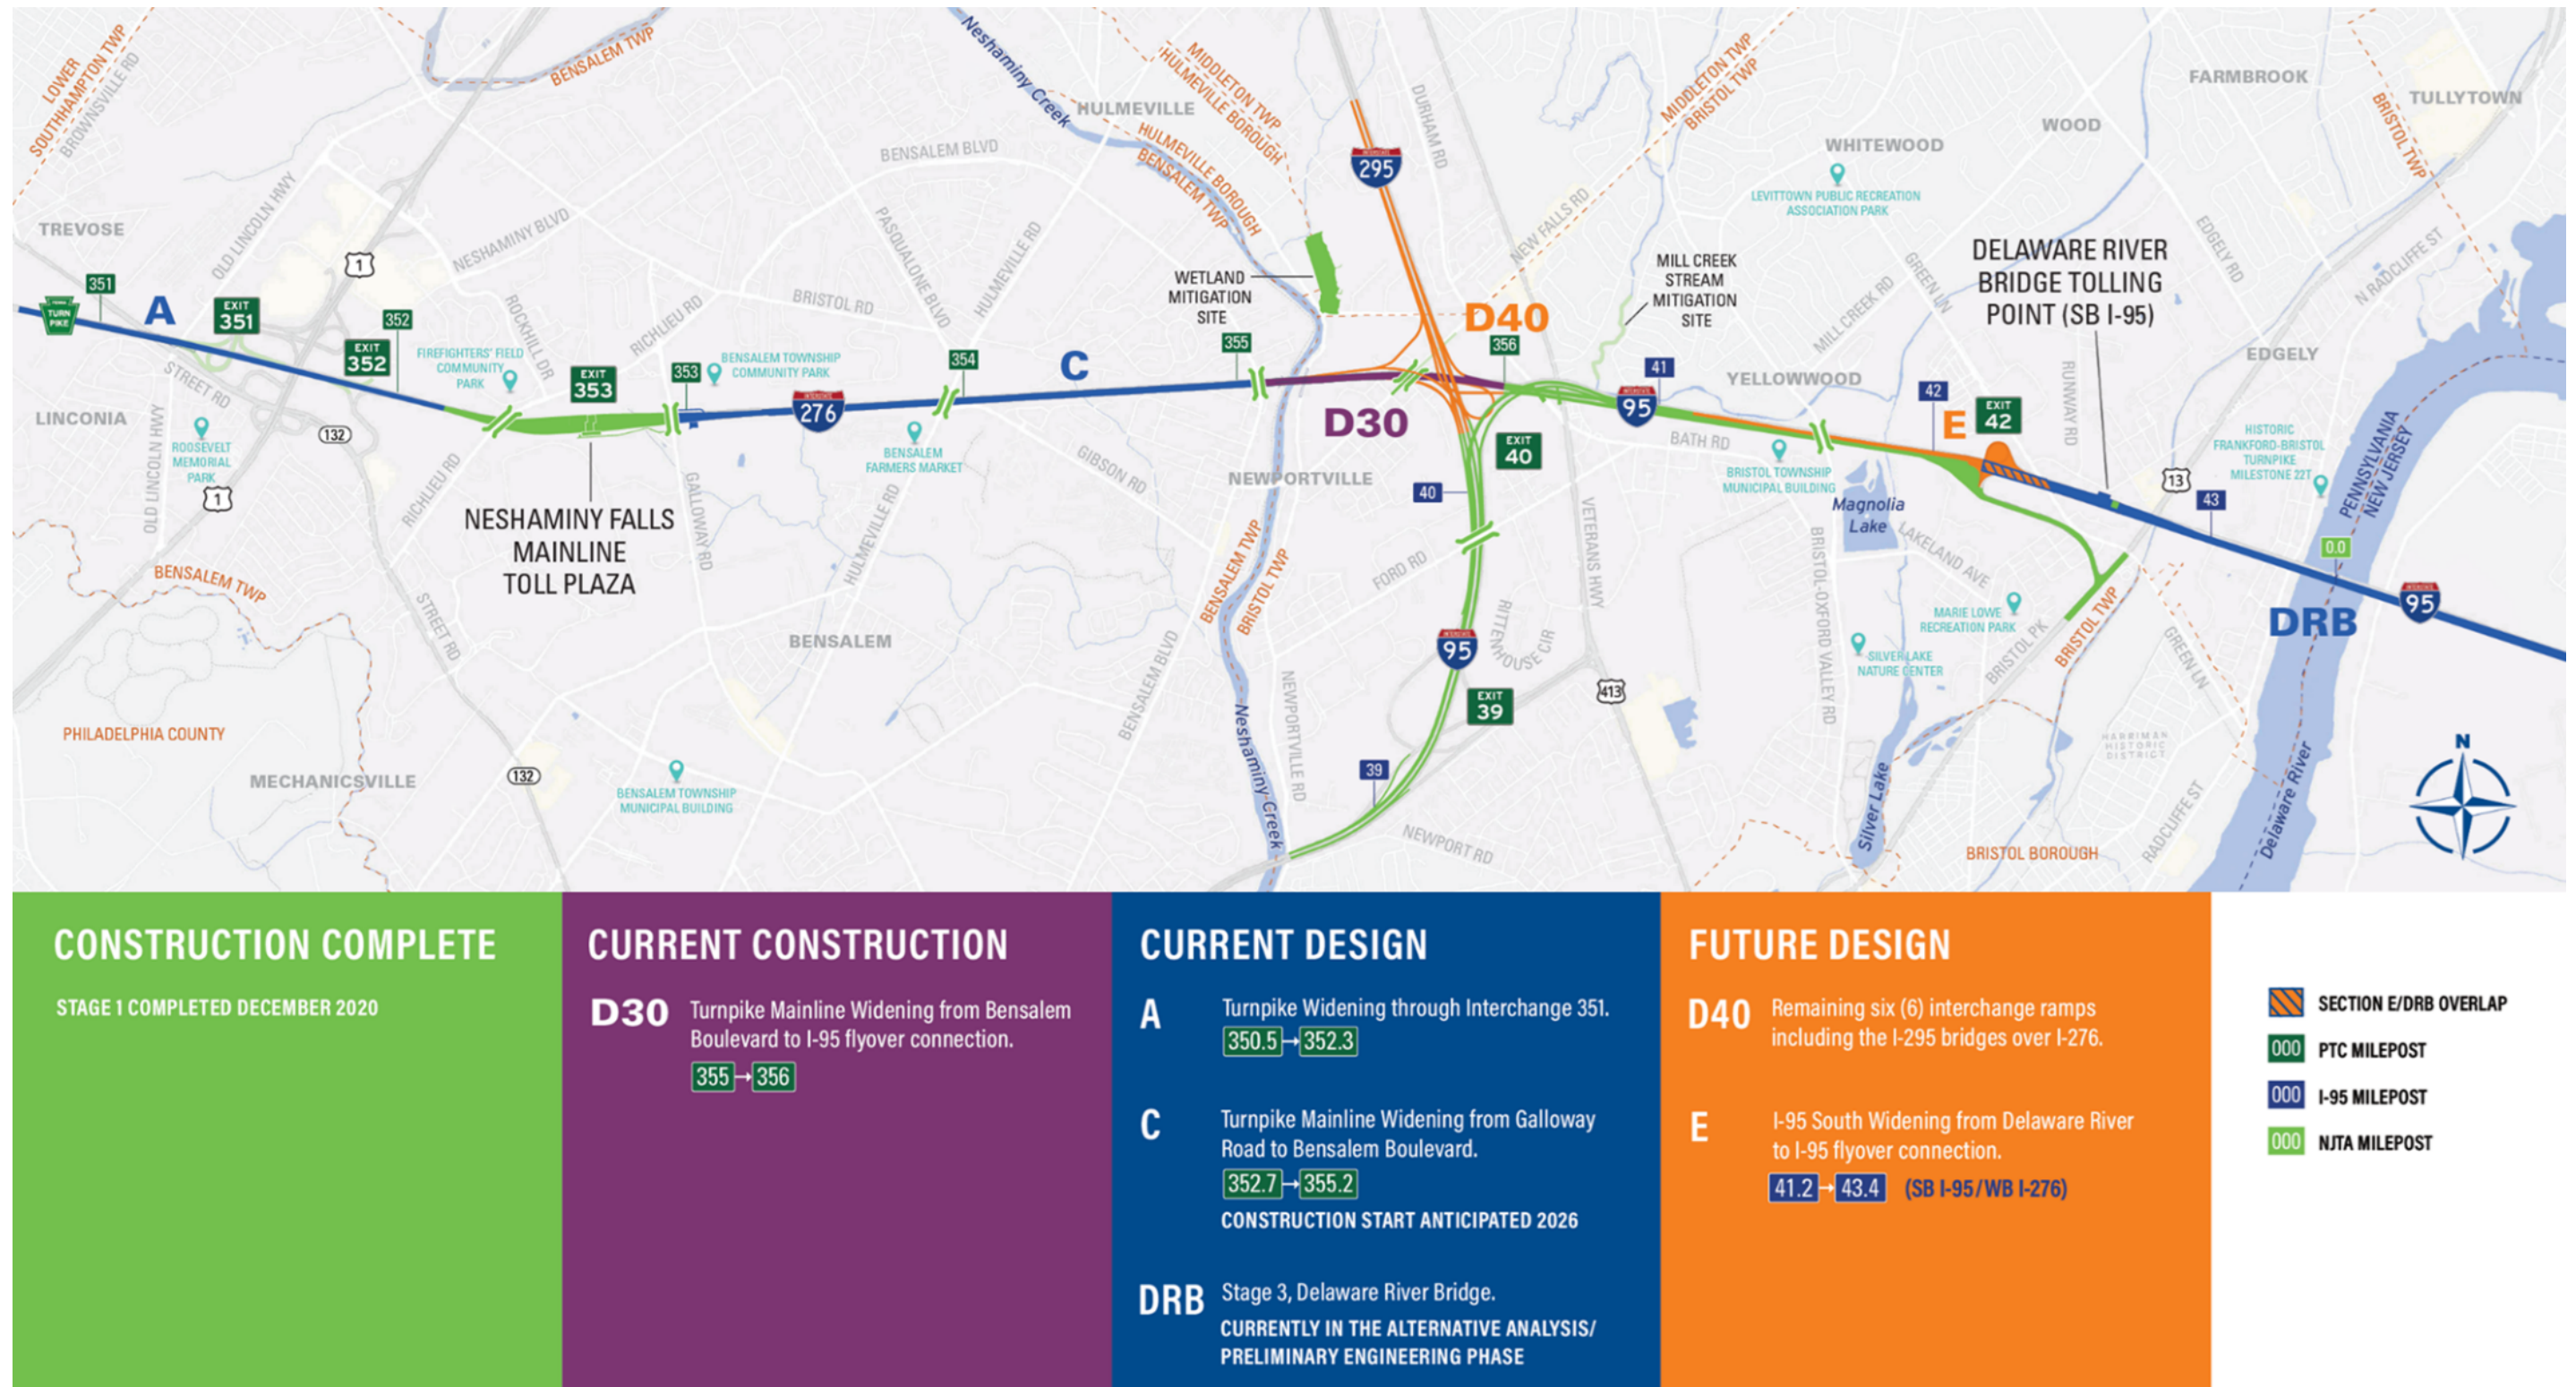 LOWER
SOUTHAMPTON TWP
BROWNSVILLE RD
BENSALEM TWP
Neshaminy Creek
HULMEVILLE
MIDDLETON TWP
HULMEVILLE BOROUGH
HULMEVILLE BOROUGH
BENSALEM TWP
BENSALEM BLVD
INTERSTATE
295
DURHAM RD
MIDDLETON TWP
BRISTOL TWP
FARMBROOK
TULLYTOWN
WOOD
WHITEWOOD
BRISTOL TWP
LEVITTOWN PUBLIC RECREATION
ASSOCIATION PARK
NEW FALLS RD
EDGELY RD
N RADCLIFFE ST
TREVOSE
OLD LINCOLN HWY
NESHAMINY BLVD
1
PASQUALONE BLVD
HULMEVILLE RD
351
TURN
PIKE
A
EXIT
351
352
EXIT
352
STREET RD
LINCONIA
FIREFIGHTERS' FIELD
COMMUNITY
PARK
ROCKHILL DR
RICHLIEU RD
BRISTOL RD
EXIT
353
353
BENSALEM TOWNSHIP
COMMUNITY PARK
354
C
INTERSTATE
276
355
WETLAND
MITIGATION
SITE
D40
356
D30
MILL CREEK
STREAM
MITIGATION
SITE
GREEN LN
MILL CREEK RD
DELAWARE RIVER
BRIDGE TOLLING
POINT (SB I-95)
41
INTERSTATE
95
YELLOWWOOD
42
E
EXIT
42
RUNWAY RD
EDGELY
BATH RD
BRISTOL TOWNSHIP
MUNICIPAL BUILDING
Magnolia
Lake
HISTORIC
FRANKFORD-BRISTOL
TURNPIKE
MILESTONE 22T
PENNSYLVANIA
NEW JERSEY
13
43
0.0
DRB
INTERSTATE
95
ROOSEVELT
MEMORIAL
PARK
1
OLD LINCOLN HWY
132
RICHLIEU RD
NESHAMINY FALLS
MAINLINE
TOLL PLAZA
GALLOWAY RD
BENSALEM
FARMERS MARKET
HULMEVILLE RD
GIBSON RD
NEWPORTVILLE
EXIT
40
40
VETERANS HWY
FORD RD
BENSALEM TWP
BRISTOL TWP
BRISTOL-OXFORD VALLEY RD
LAKELAND AVE
MARIE LOWE
RECREATION PARK
SILVER LAKE
NATURE CENTER
BRISTOL PK
BRISTOL TWP
GREEN LN
BENSALEM TWP
STREET RD
BENSALEM
BENSALEM BLVD
NEWPORTVILLE RD
INTERSTATE
95
RITTENHOUSE CIR
413
EXIT
39
39
PHILADELPHIA COUNTY
MECHANICSVILLE
132
BENSALEM TOWNSHIP
MUNICIPAL BUILDING
Neshaminy Creek
NEWPORT RD
Silver Lake
HARRIMAN
HISTORIC
DISTRICT
RADCLIFFE ST
BRISTOL BOROUGH
Delaware River
N
CONSTRUCTION COMPLETE
STAGE 1 COMPLETED DECEMBER 2020
CURRENT CONSTRUCTION
D30
Turnpike Mainline Widening from Bensalem
Boulevard to I-95 flyover connection.
355→356
CURRENT DESIGN
A
Turnpike Widening through Interchange 351.
350.5→352.3
C
Turnpike Mainline Widening from Galloway
Road to Bensalem Boulevard.
352.7→355.2
CONSTRUCTION START ANTICIPATED 2026
DRB
Stage 3, Delaware River Bridge.
CURRENTLY IN THE ALTERNATIVE ANALYSIS/
PRELIMINARY ENGINEERING PHASE
FUTURE DESIGN
D40
Remaining six (6) interchange ramps
including the I-295 bridges over I-276.
E
I-95 South Widening from Delaware River
to I-95 flyover connection.
41.2→43.4 (SB I-95/WB I-276)
SECTION E/DRB OVERLAP
000 PTC MILEPOST
000 I-95 MILEPOST
000 NJTA MILEPOST